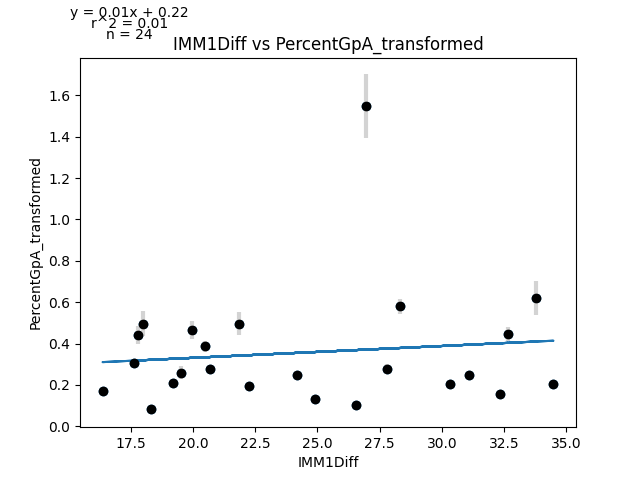 y = 0.01x + 0.22
r^2 = 0.01
n = 24
IMM1Diff vs PercentGpA_transformed
PercentGpA_transformed
1.6
1.4
1.2
1.0
0.8
0.6
0.4
0.2
0.0
17.5 20.0 22.5 25.0 27.5 30.0 32.5 35.0
IMM1Diff